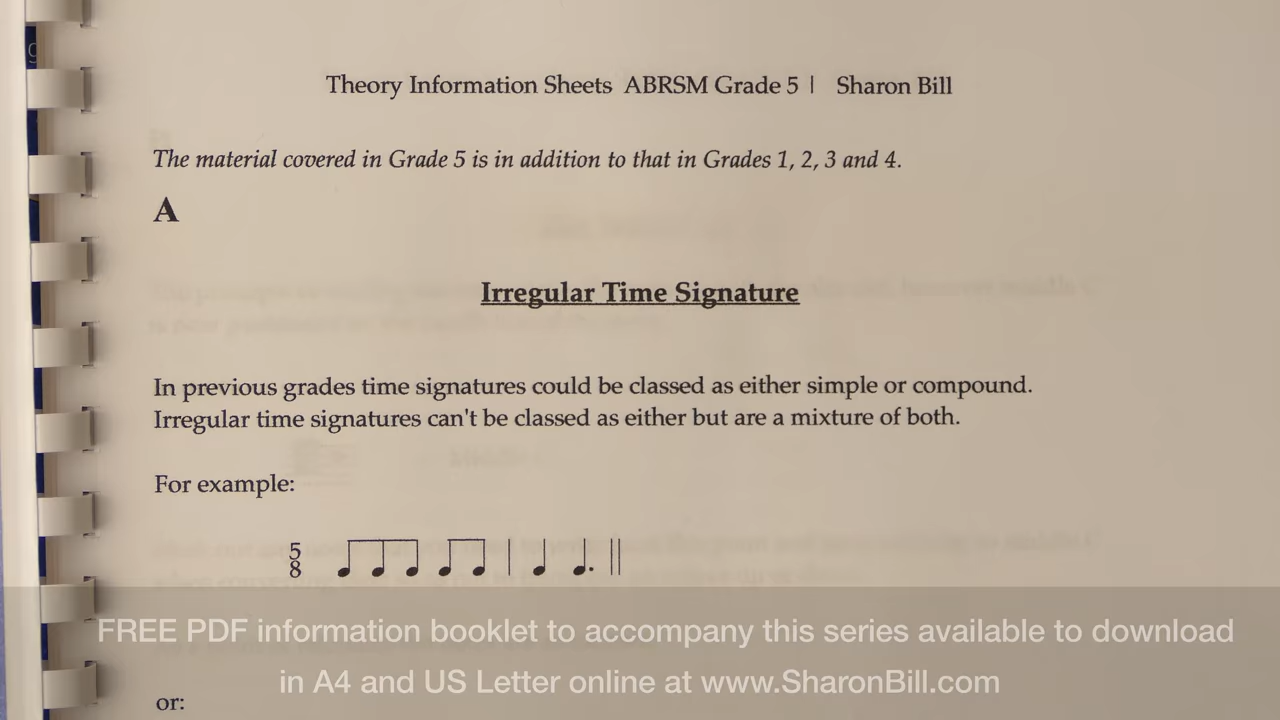 Theory Information Sheets ABRSM Grade 5 | Sharon Bill
The material covered in Grade 5 is in addition to that in Grades 1, 2, 3 and 4.
A
Irregular Time Signature
In previous grades time signatures could be classed as either simple or compound.
Irregular time signatures can't be classed as either but are a mixture of both.
For example:
5
8
FREE PDF information booklet to accompany this series available to download
in A4 and US Letter online at www.SharonBill.com
or: